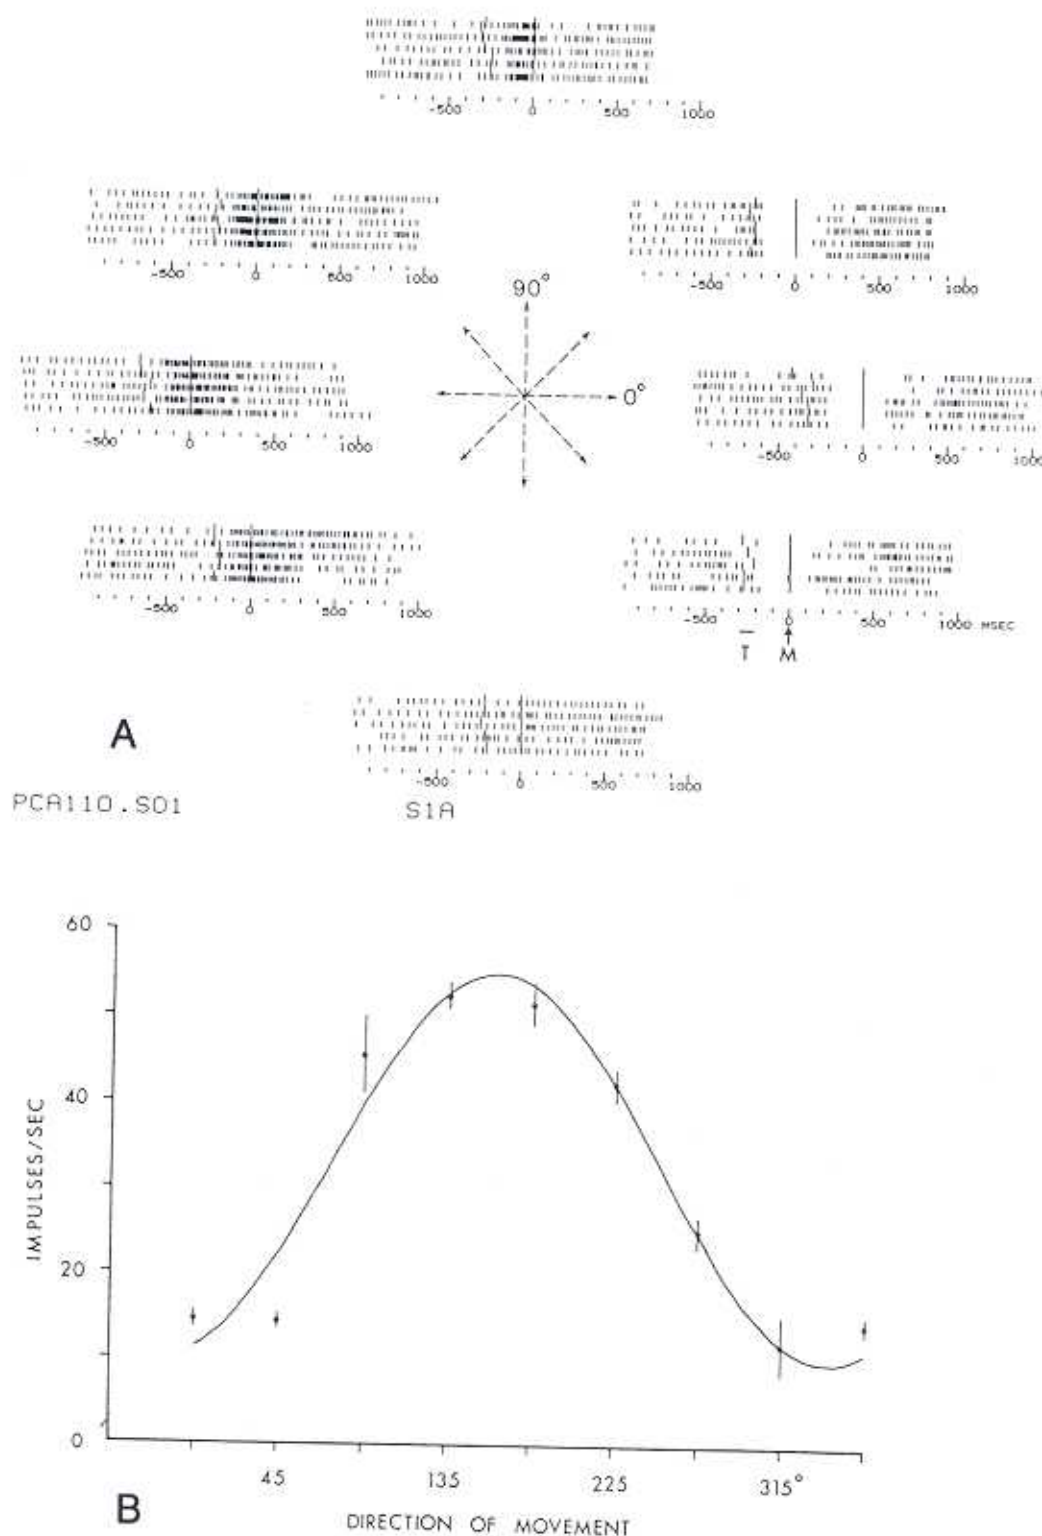 -500 0 500 1000
-500 0 500 1000
-500 0 500 1000
90°
0°
-500 0 500 1000
-500 0 500 1000
-500 0 500 1000
-500 0 500 1000 MSEC
T M
A
-500 0 500 1000
PCA110.S01 S1A
60
40
20
0
IMPULSES/SEC
45 135 225 315°
B
DIRECTION OF MOVEMENT